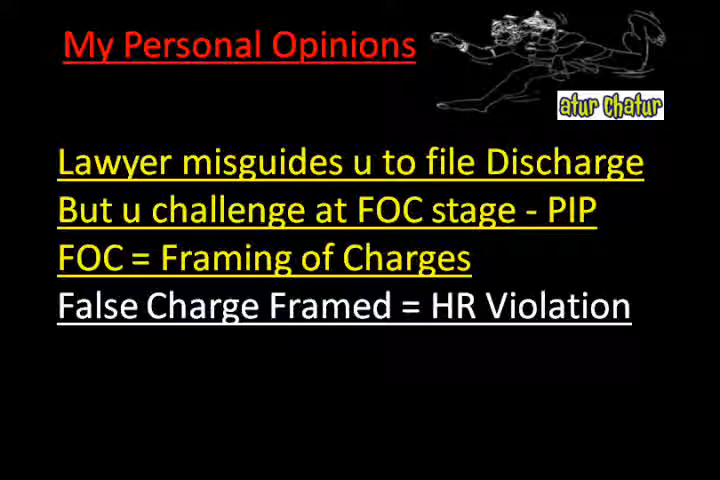 My Personal Opinions
atur chatur
Lawyer misguides u to file Discharge
But u challenge at FOC stage - PIP
FOC = Framing of Charges
False Charge Framed = HR Violation